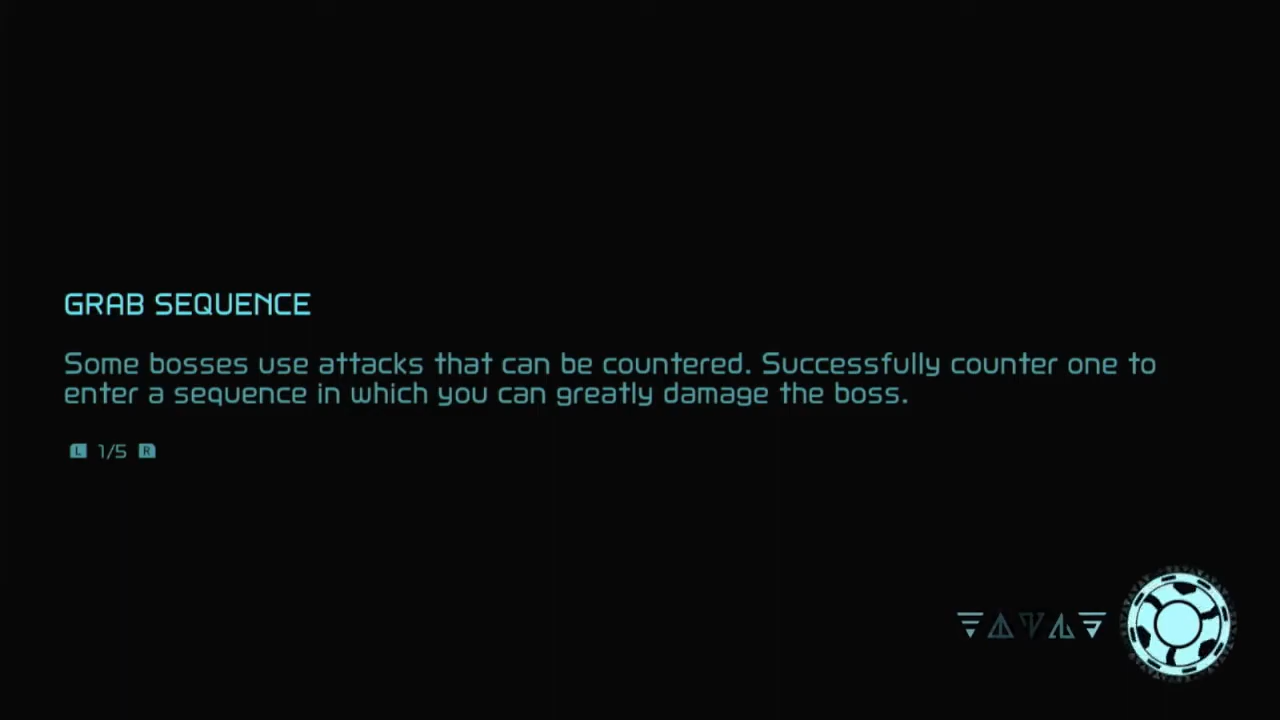 GRAB SEQUENCE
Some bosses use attacks that can be countered. Successfully counter one to
enter a sequence in which you can greatly damage the boss.
L 1/5 R